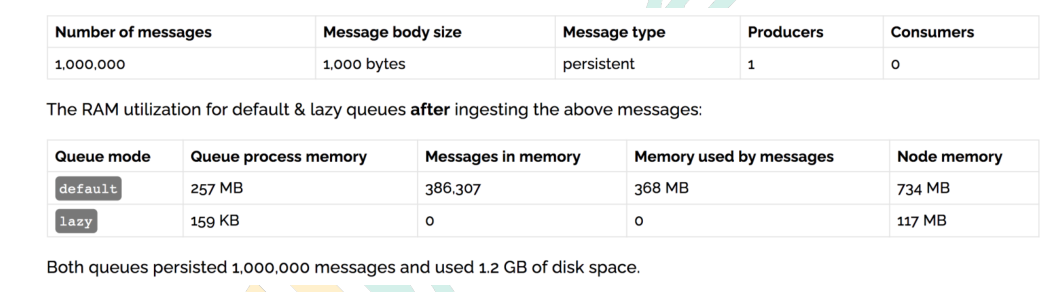 Number of messages Message body size Message type Producers Consumers
1,000,000 1,000 bytes persistent 1 0
The RAM utilization for default & lazy queues after ingesting the above messages:
Queue mode Queue process memory Messages in memory Memory used by messages Node memory
default 257 MB 386,307 368 MB 734 MB
lazy 159 KB 0 0 117 MB
Both queues persisted 1,000,000 messages and used 1.2 GB of disk space.